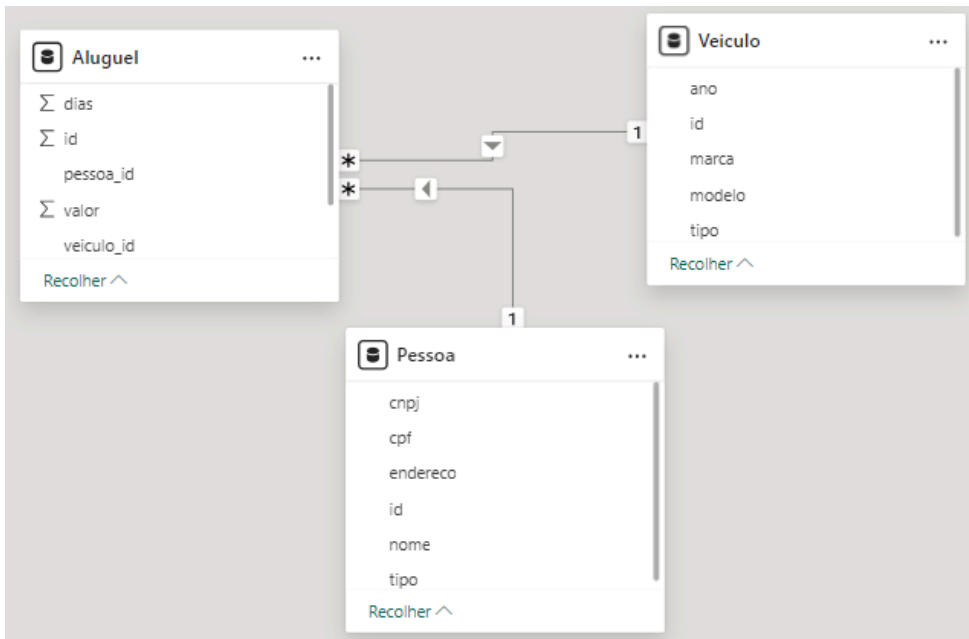 Aluguel
...
Σ dias
Σ id
pessoa_id
Σ valor
veiculo_id
Recolher
Veiculo
...
ano
id
marca
modelo
tipo
Recolher
*
1
*
1
Pessoa
...
cnpj
cpf
endereco
id
nome
tipo
Recolher